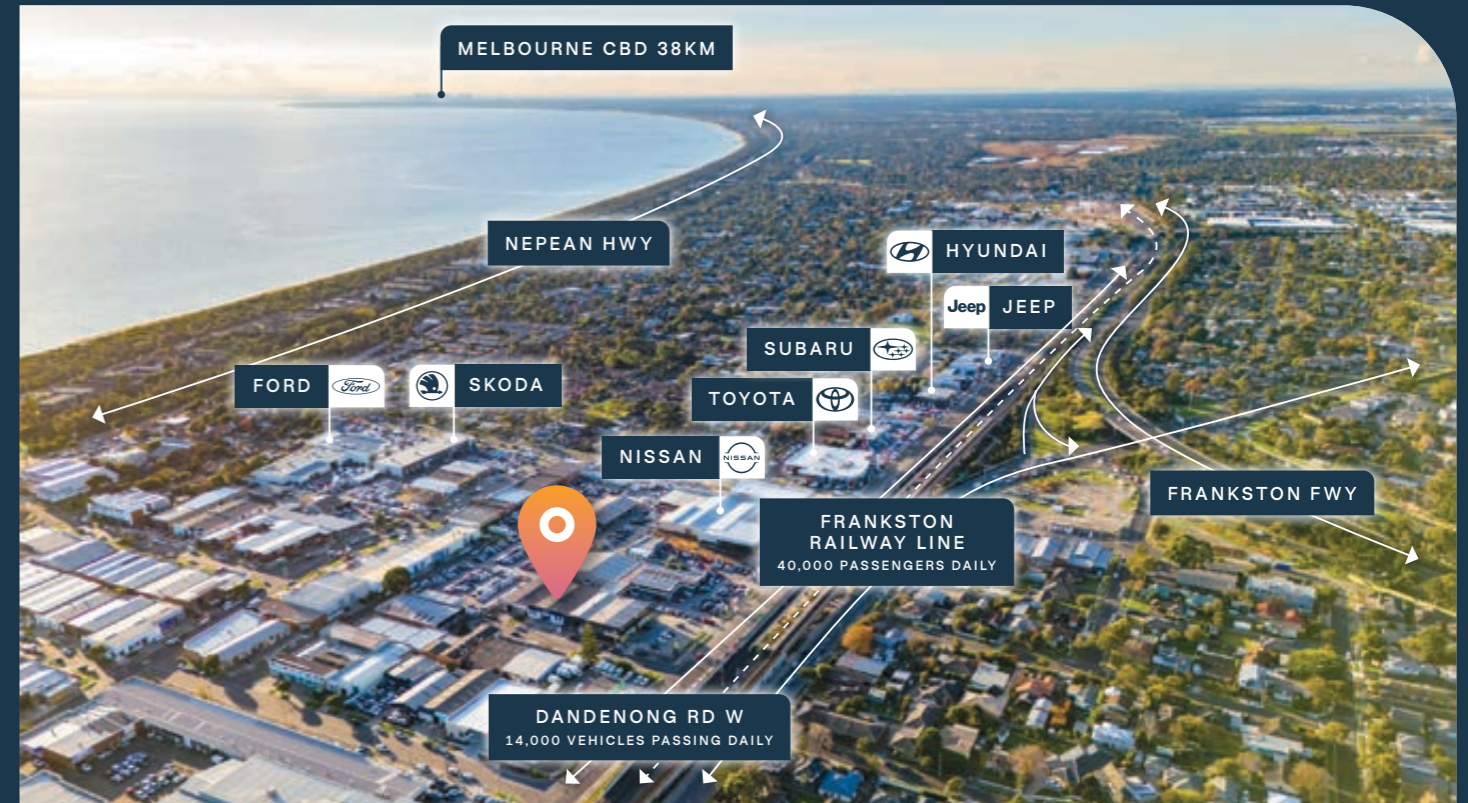 MELBOURNE CBD 38KM
NEPEAN HWY
HYUNDAI
Jeep JEEP
SUBARU
FORD Ford
SKODA
TOYOTA
NISSAN NISSAN
FRANKSTON FWY
FRANKSTON
RAILWAY LINE
40,000 PASSENGERS DAILY
DANDENONG RD W
14,000 VEHICLES PASSING DAILY